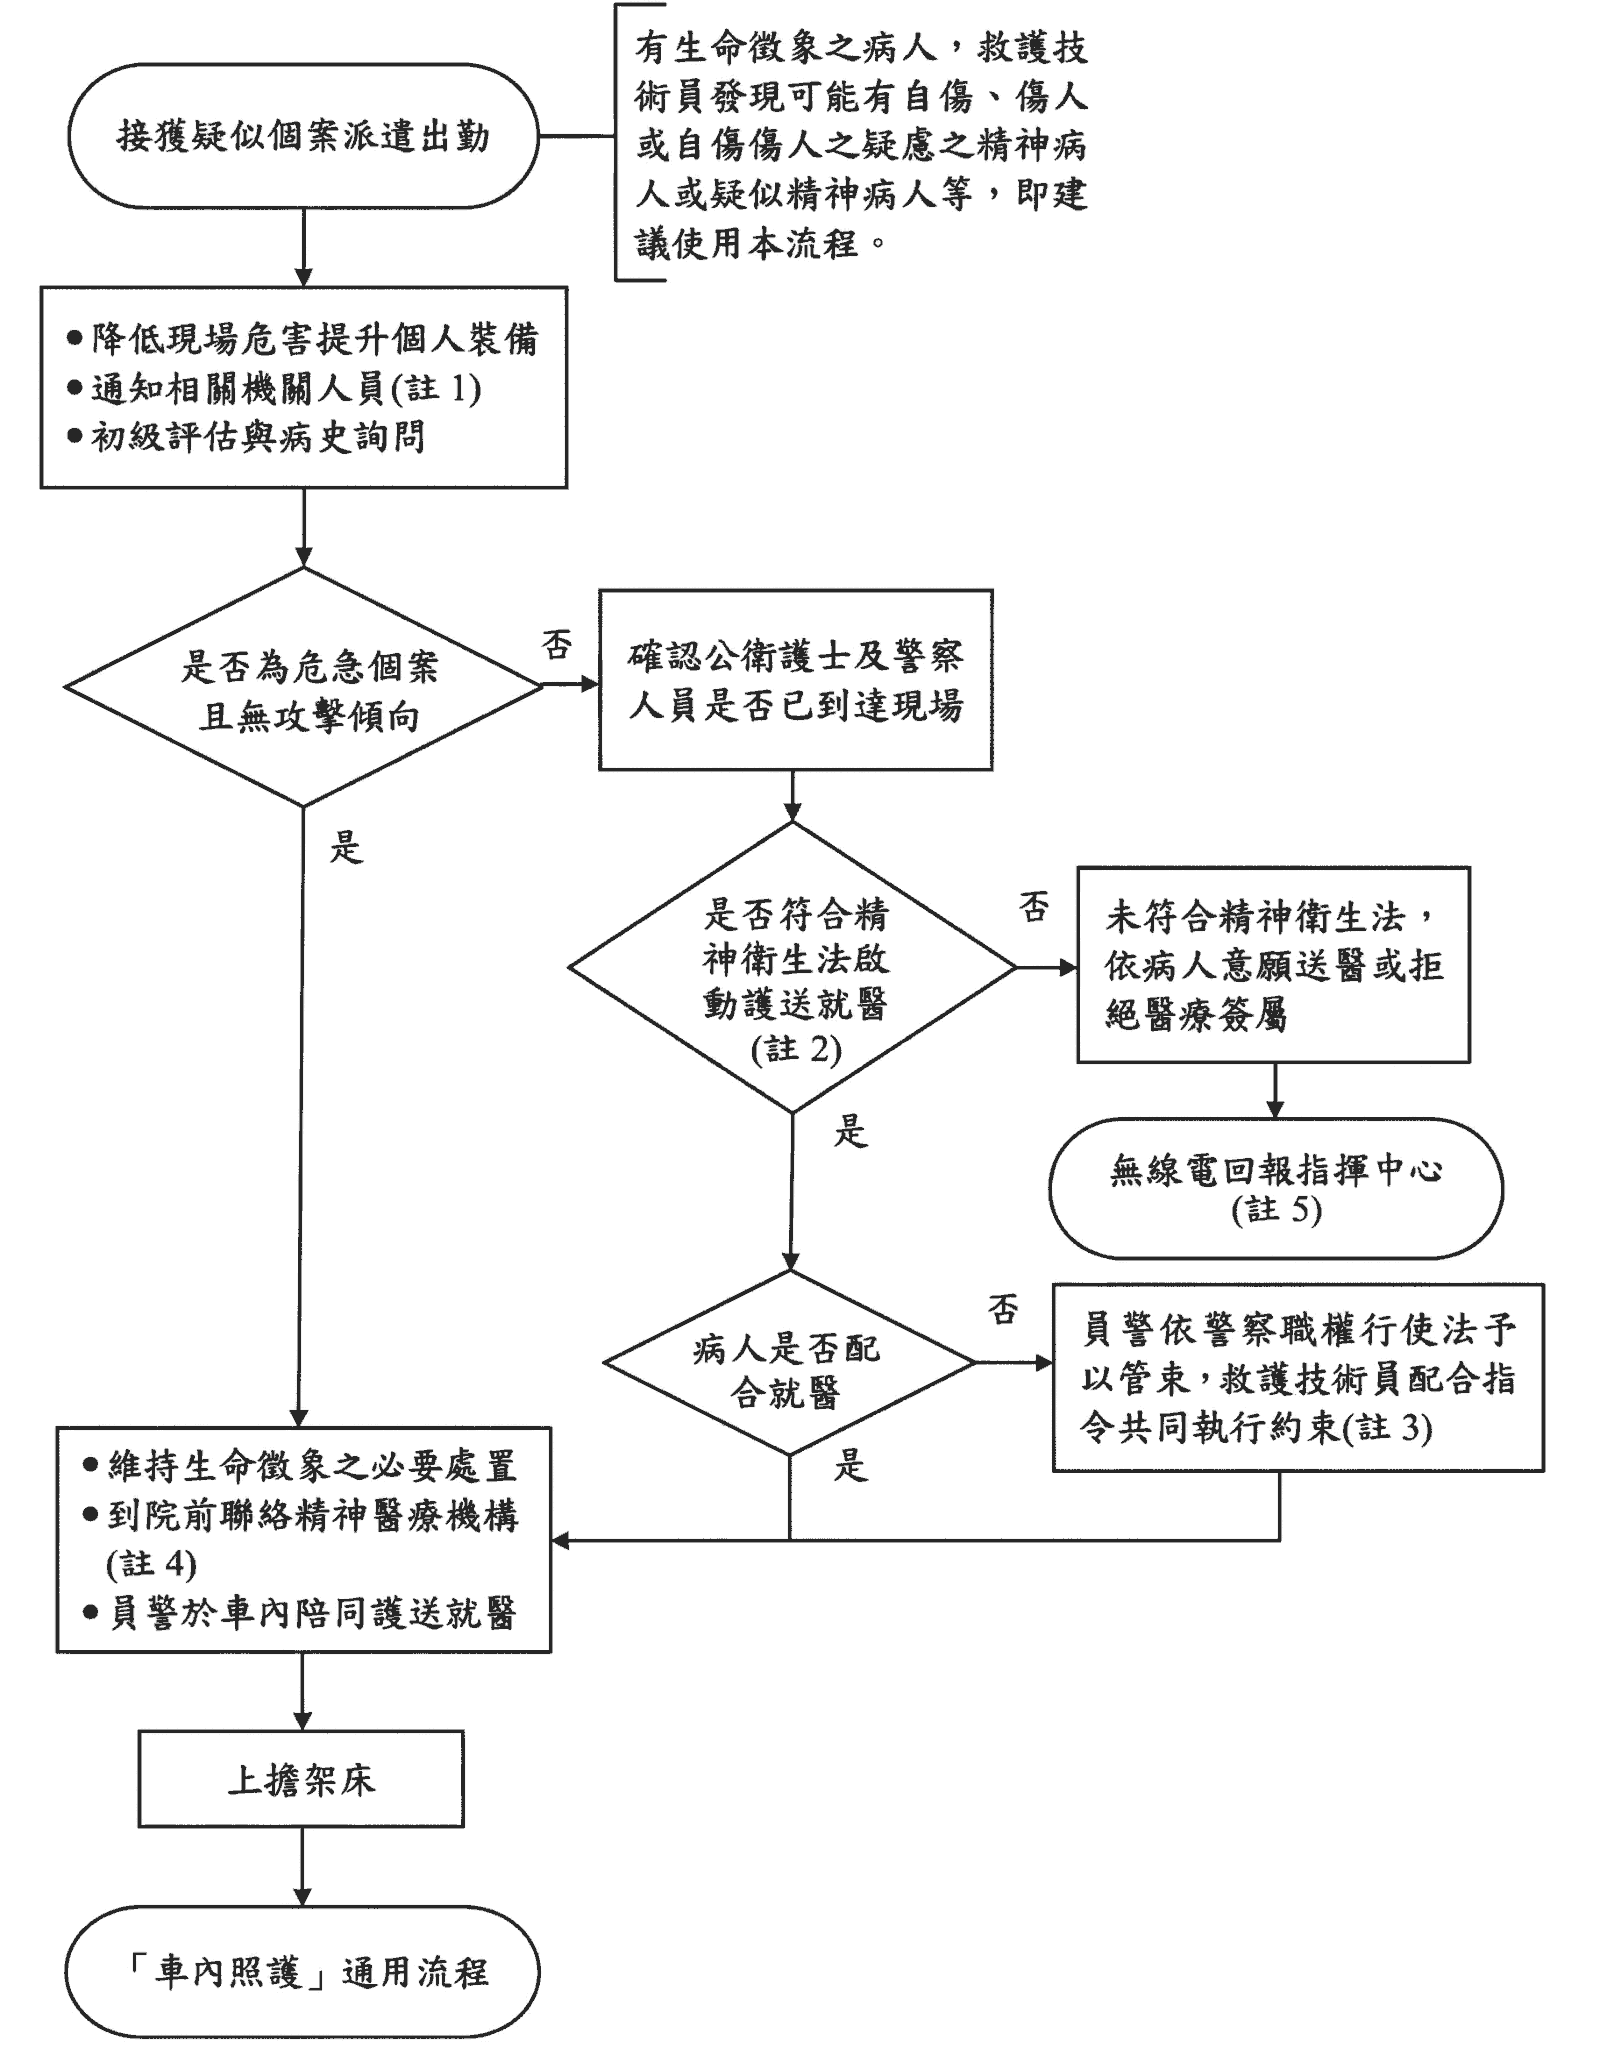 接獲疑似個案派遣出勤
有生命徵象之病人，救護技
術員發現可能有自傷、傷人
或自傷傷人之疑慮之精神病
人或疑似精神病人等，即建
議使用本流程。
●降低現場危害提升個人裝備
●通知相關機關人員(註 1)
●初級評估與病史詢問
是否為危急個案
且無攻擊傾向
否
是
確認公衛護士及警察
人員是否已到達現場
是否符合精
神衛生法啟
動護送就醫
(註 2)
否
是
未符合精神衛生法，
依病人意願送醫或拒
絕醫療簽屬
無線電回報指揮中心
(註 5)
病人是否配
合就醫
否
是
員警依警察職權行使法予
以管束，救護技術員配合指
令共同執行約束(註 3)
●維持生命徵象之必要處置
●到院前聯絡精神醫療機構
(註 4)
●員警於車內陪同護送就醫
上擔架床
「車內照護」通用流程